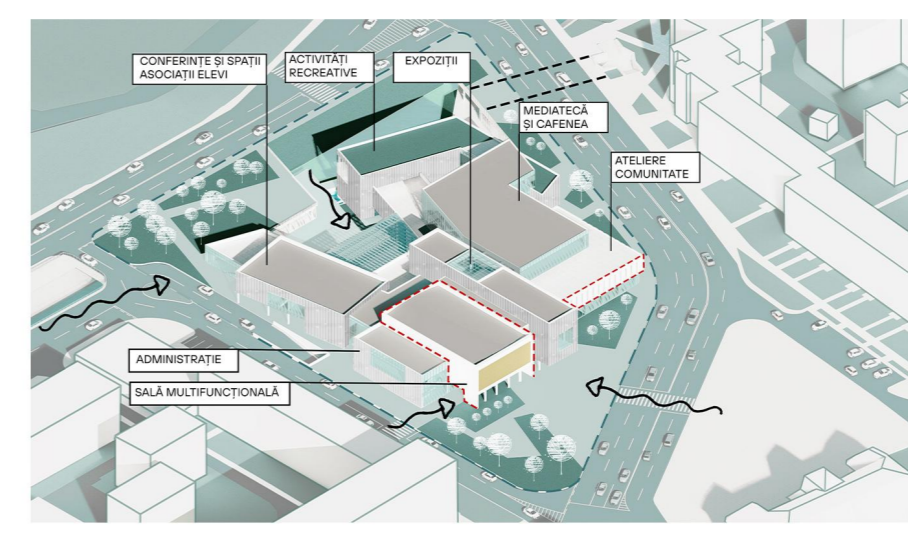 CONFERINȚE ȘI SPAȚII
ASOCIAȚII ELEVI
ACTIVITĂȚI
RECREATIVE
EXPOZIȚII
MEDIATECĂ
ȘI CAFENEA
ATELIERE
COMUNITATE
ADMINISTRAȚIE
SALĂ MULTIFUNCȚIONALĂ